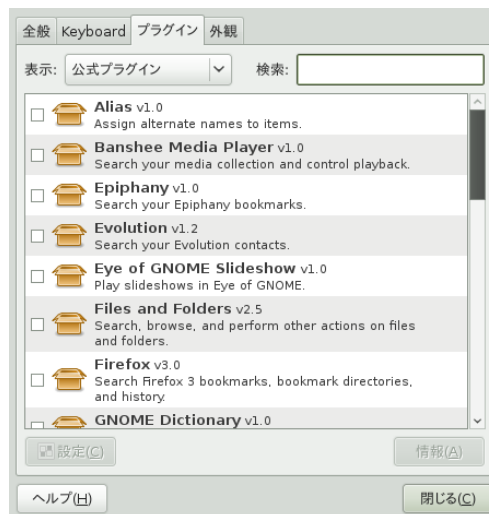 全般 Keyboard プラグイン 外観
表示: 公式プラグイン 検索:
Alias v1.0
Assign alternate names to items.
Banshee Media Player v1.0
Search your media collection and control playback.
Epiphany v1.0
Search your Epiphany bookmarks.
Evolution v1.2
Search your Evolution contacts.
Eye of GNOME Slideshow v1.0
Play slideshows in Eye of GNOME.
Files and Folders v2.5
Search, browse, and perform other actions on files
and folders.
Firefox v3.0
Search Firefox 3 bookmarks, bookmark directories,
and history.
GNOME Dictionary v1.0
設定(C) 情報(A)
ヘルプ(H) 閉じる(C)